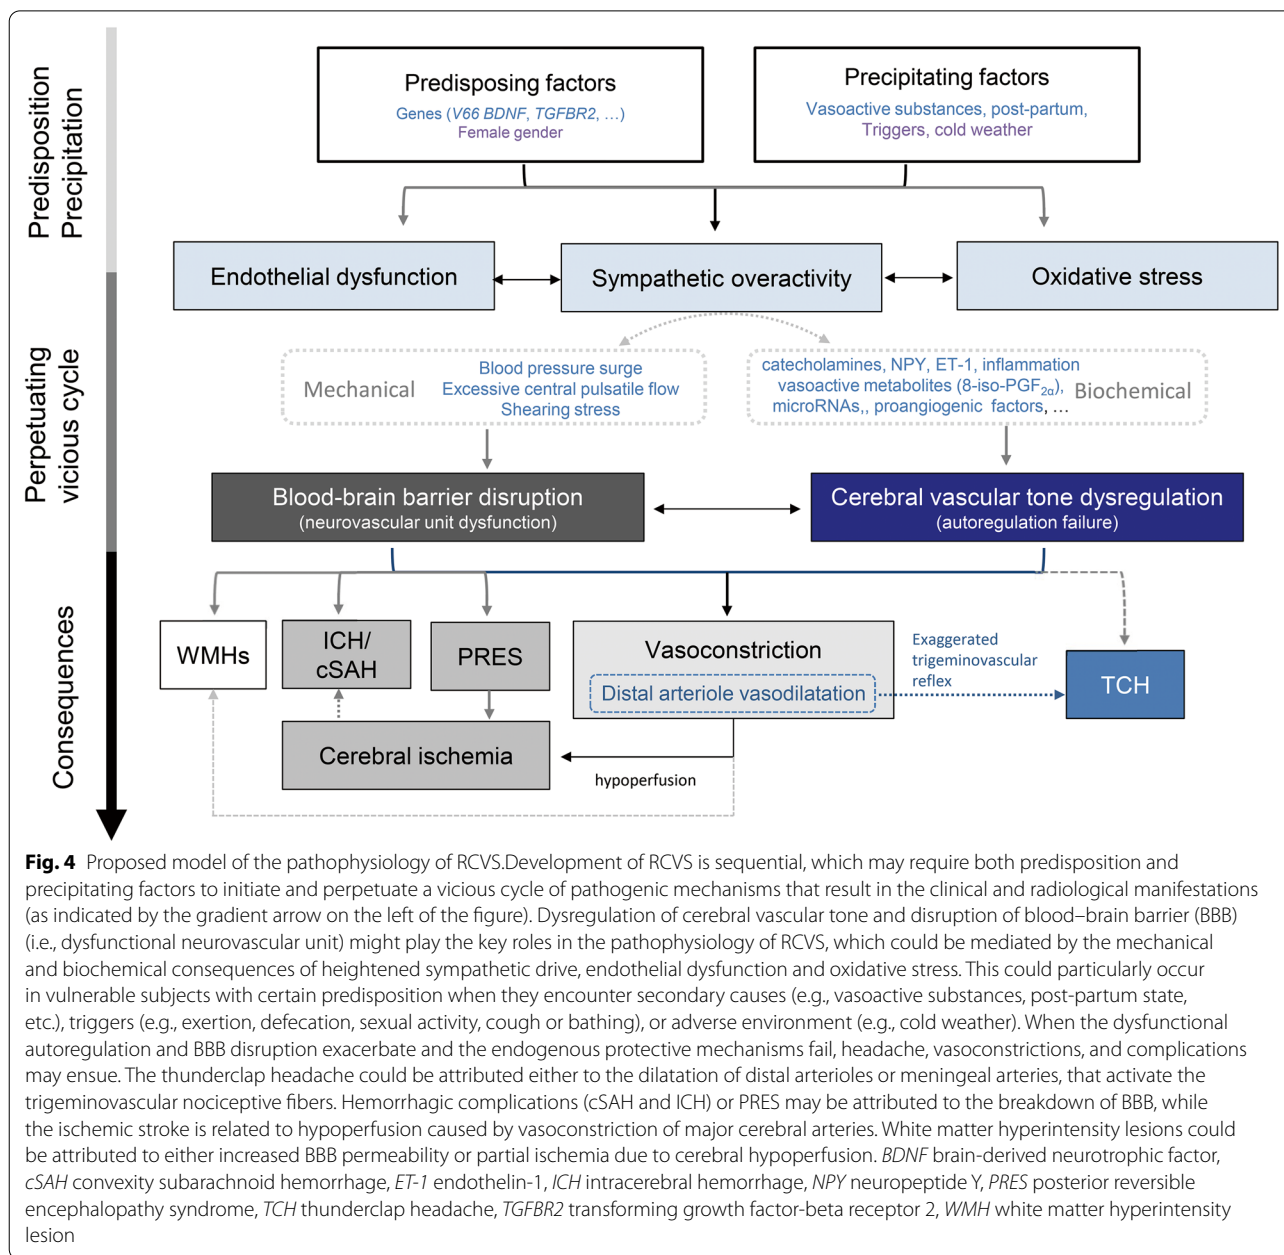 Predisposition
Precipitation
Predisposing factors
Genes (V66 BDNF, TGFBR2, …)
Female gender
Precipitating factors
Vasoactive substances, post-partum,
Triggers, cold weather
Endothelial dysfunction
Sympathetic overactivity
Oxidative stress
Perpetuating
vicious cycle
Mechanical
Blood pressure surge
Excessive central pulsatile flow
Shearing stress
catecholamines, NPY, ET-1, inflammation
vasoactive metabolites (8-iso-PGF2α),
microRNAs,, proangiogenic factors, …
Biochemical
Blood-brain barrier disruption
(neurovascular unit dysfunction)
Cerebral vascular tone dysregulation
(autoregulation failure)
Consequences
WMHs
ICH/
cSAH
PRES
Vasoconstriction
Distal arteriole vasodilatation
Exaggerated
trigeminovascular
reflex
TCH
Cerebral ischemia
hypoperfusion
Fig. 4 Proposed model of the pathophysiology of RCVS.Development of RCVS is sequential, which may require both predisposition and
precipitating factors to initiate and perpetuate a vicious cycle of pathogenic mechanisms that result in the clinical and radiological manifestations
(as indicated by the gradient arrow on the left of the figure). Dysregulation of cerebral vascular tone and disruption of blood–brain barrier (BBB)
(i.e., dysfunctional neurovascular unit) might play the key roles in the pathophysiology of RCVS, which could be mediated by the mechanical
and biochemical consequences of heightened sympathetic drive, endothelial dysfunction and oxidative stress. This could particularly occur
in vulnerable subjects with certain predisposition when they encounter secondary causes (e.g., vasoactive substances, post-partum state,
etc.), triggers (e.g., exertion, defecation, sexual activity, cough or bathing), or adverse environment (e.g., cold weather). When the dysfunctional
autoregulation and BBB disruption exacerbate and the endogenous protective mechanisms fail, headache, vasoconstrictions, and complications
may ensue. The thunderclap headache could be attributed either to the dilatation of distal arterioles or meningeal arteries, that activate the
trigeminovascular nociceptive fibers. Hemorrhagic complications (cSAH and ICH) or PRES may be attributed to the breakdown of BBB, while
the ischemic stroke is related to hypoperfusion caused by vasoconstriction of major cerebral arteries. White matter hyperintensity lesions could
be attributed to either increased BBB permeability or partial ischemia due to cerebral hypoperfusion. BDNF brain-derived neurotrophic factor,
cSAH convexity subarachnoid hemorrhage, ET-1 endothelin-1, ICH intracerebral hemorrhage, NPY neuropeptide Y, PRES posterior reversible
encephalopathy syndrome, TCH thunderclap headache, TGFBR2 transforming growth factor-beta receptor 2, WMH white matter hyperintensity
lesion